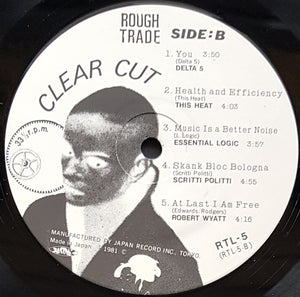 ROUGH
TRADE
SIDE:B
CLEAR CUT
33⅓ r.p.m.
1. You 3:50
(Delta 5)
DELTA 5
2. Health and Efficiency
(This Heat)
THIS HEAT 4:03
3. Music Is a Better Noise
(L. Logic)
ESSENTIAL LOGIC 3:57
4. Skank Bloc Bologna
(Scritti Politti)
SCRITTI POLITTI 4:55
5. At Last I Am Free
(Edwards: Rodgers)
ROBERT WYATT 4:16
RTL-5
(RTL-5-B)
MANUFACTURED BY JAPAN RECORD INC., TOKYO.
Made in Japan
1981 ©